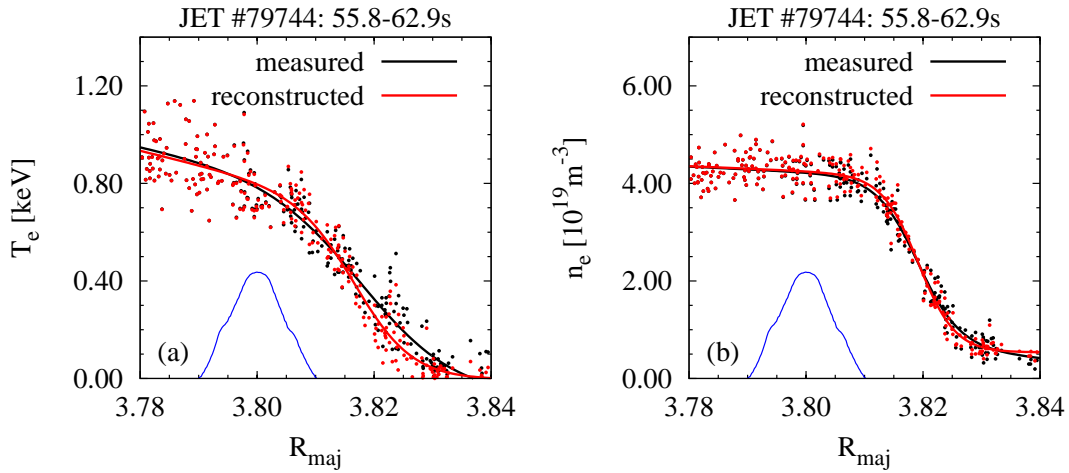 JET #79744: 55.8-62.9s
measured
reconstructed
1.20
0.80
0.40
0.00
T_e [keV]
(a)
3.78 3.80 3.82 3.84
R_maj
JET #79744: 55.8-62.9s
measured
reconstructed
6.00
4.00
2.00
0.00
n_e [10^19 m^-3]
(b)
3.78 3.80 3.82 3.84
R_maj